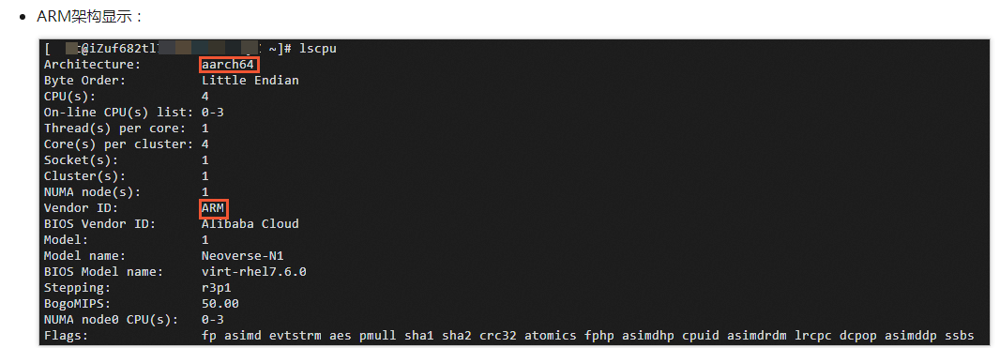 ARM架构显示：
[ @iZuf682tl ~]# lscpu
Architecture: aarch64
Byte Order: Little Endian
CPU(s): 4
On-line CPU(s) list: 0-3
Thread(s) per core: 1
Core(s) per cluster: 4
Socket(s): 1
Cluster(s): 1
NUMA node(s): 1
Vendor ID: ARM
BIOS Vendor ID: Alibaba Cloud
Model: 1
Model name: Neoverse-N1
BIOS Model name: virt-rhel7.6.0
Stepping: r3p1
BogoMIPS: 50.00
NUMA node0 CPU(s): 0-3
Flags: fp asimd evtstrm aes pmull sha1 sha2 crc32 atomics fphp asimdhp cpuid asimdrdm lrcpc dcpop asimddp ssbs